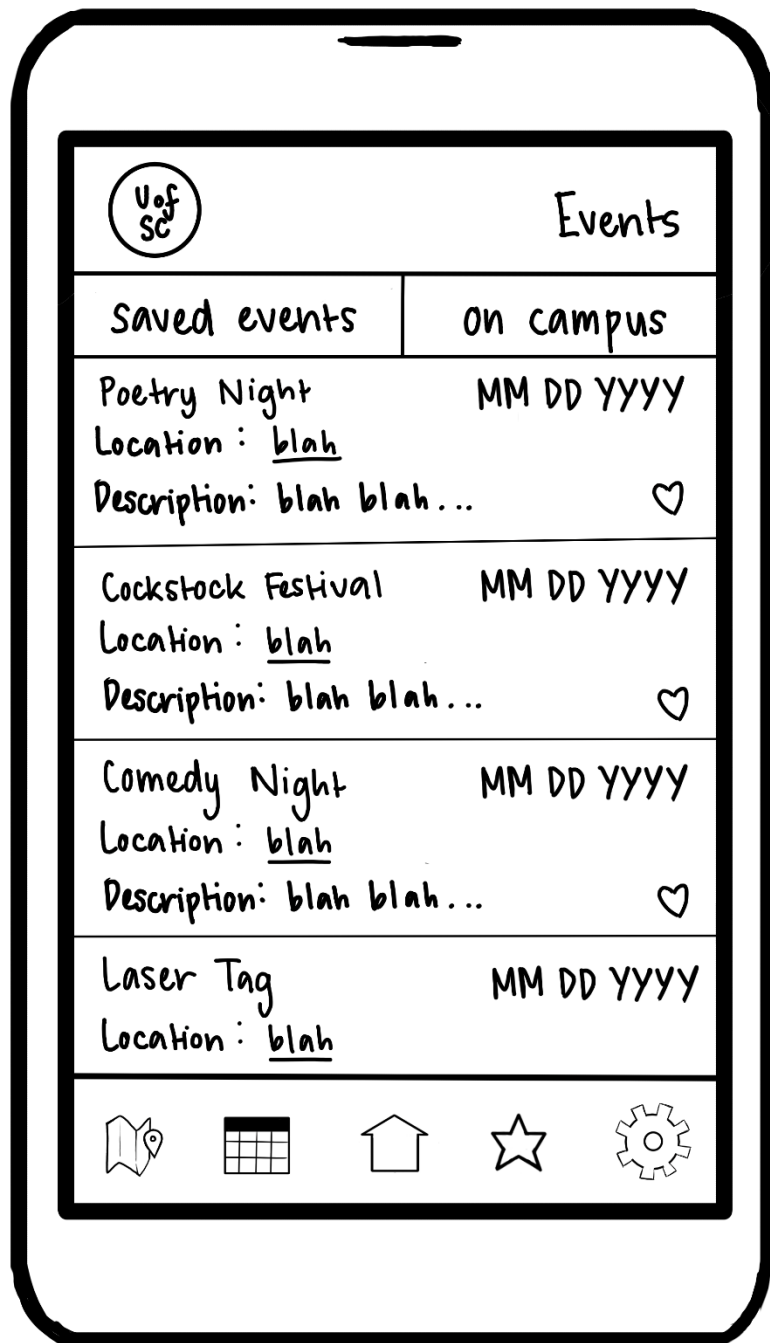 U of
SC
Events
saved events on campus
Poetry Night MM DD YYYY
Location: blah
Description: blah blah...
Cockstock Festival MM DD YYYY
Location: blah
Description: blah blah...
Comedy Night MM DD YYYY
Location: blah
Description: blah blah...
Laser Tag MM DD YYYY
Location: blah